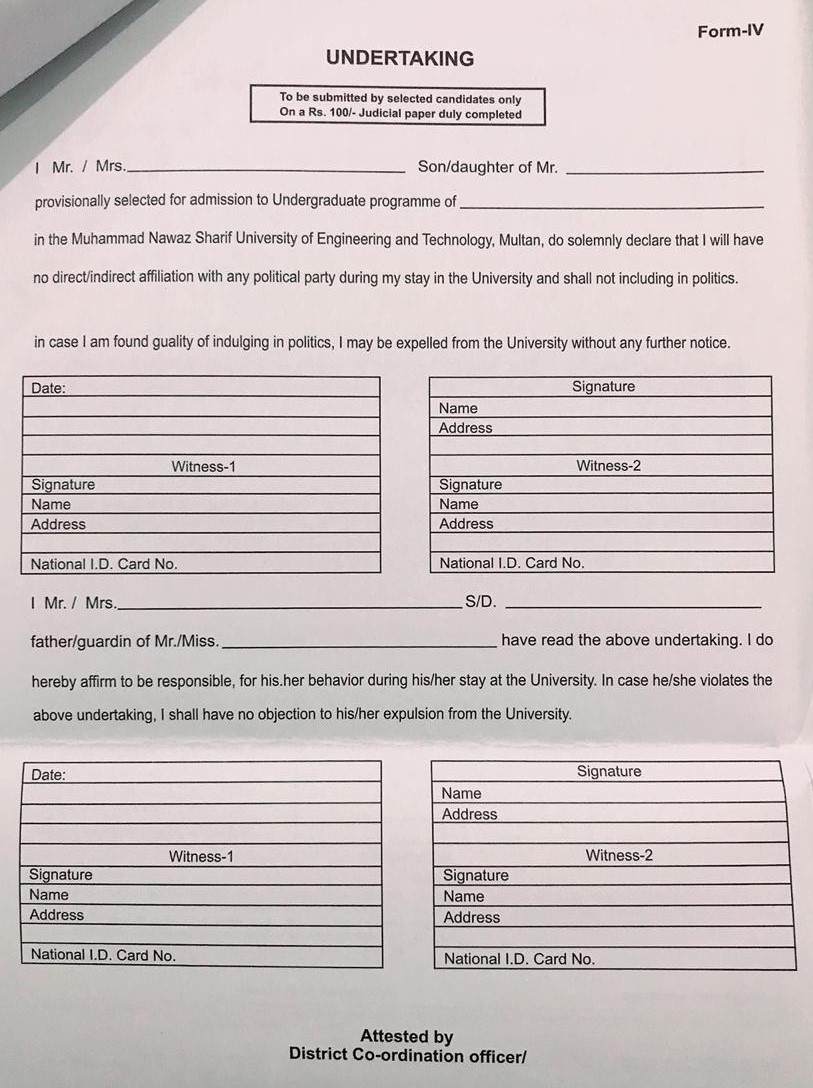 Form-IV
UNDERTAKING
To be submitted by selected candidates only
On a Rs. 100/- Judicial paper duly completed
I Mr. / Mrs.____________ Son/daughter of Mr. ____________
provisionally selected for admission to Undergraduate programme of ____________
in the Muhammad Nawaz Sharif University of Engineering and Technology, Multan, do solemnly declare that I will have
no direct/indirect affiliation with any political party during my stay in the University and shall not including in politics.
in case I am found guality of indulging in politics, I may be expelled from the University without any further notice.
Date:
Witness-1
Signature
Name
Address
National I.D. Card No.
Signature
Name
Address
Witness-2
Signature
Name
Address
National I.D. Card No.
I Mr. / Mrs.____________ S/D. ____________
father/guardin of Mr./Miss. ____________ have read the above undertaking. I do
hereby affirm to be responsible, for his.her behavior during his/her stay at the University. In case he/she violates the
above undertaking, I shall have no objection to his/her expulsion from the University.
Date:
Witness-1
Signature
Name
Address
National I.D. Card No.
Signature
Name
Address
Witness-2
Signature
Name
Address
National I.D. Card No.
Attested by
District Co-ordination officer/